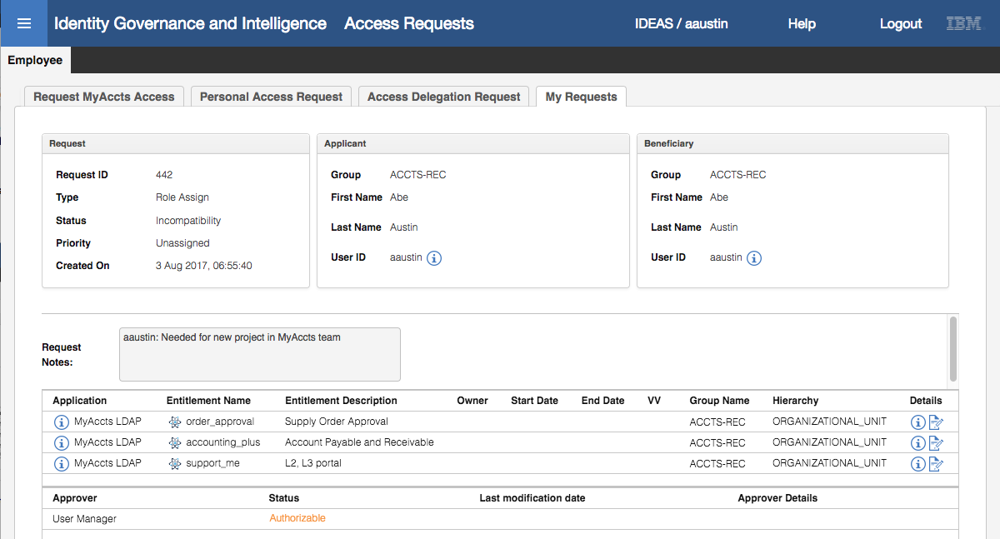 Identity Governance and Intelligence Access Requests IDEAS / aaustin Help Logout IBM
Employee
Request MyAccts Access Personal Access Request Access Delegation Request My Requests
Request
Request ID 442
Type Role Assign
Status Incompatibility
Priority Unassigned
Created On 3 Aug 2017, 06:55:40
Applicant
Group ACCTS-REC
First Name Abe
Last Name Austin
User ID aaustin
Beneficiary
Group ACCTS-REC
First Name Abe
Last Name Austin
User ID aaustin
Request
Notes:
aaustin: Needed for new project in MyAccts team
Application Entitlement Name Entitlement Description Owner Start Date End Date VV Group Name Hierarchy Details
MyAccts LDAP order_approval Supply Order Approval ACCTS-REC ORGANIZATIONAL_UNIT
MyAccts LDAP accounting_plus Account Payable and Receivable ACCTS-REC ORGANIZATIONAL_UNIT
MyAccts LDAP support_me L2, L3 portal ACCTS-REC ORGANIZATIONAL_UNIT
Approver Status Last modification date Approver Details
User Manager Authorizable